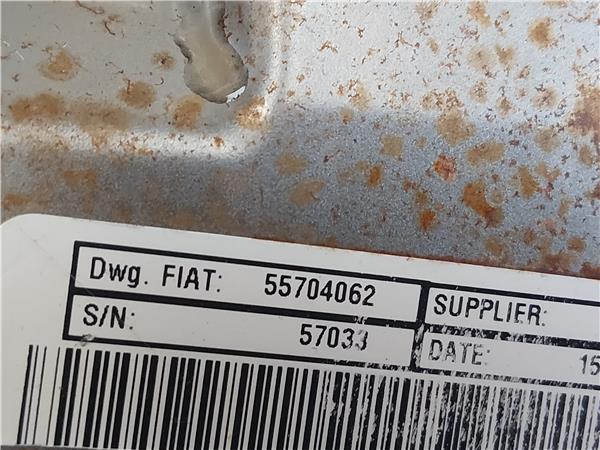 Dwg. FIAT: 55704062
SUPPLIER:
S/N: 57033
DATE: 15